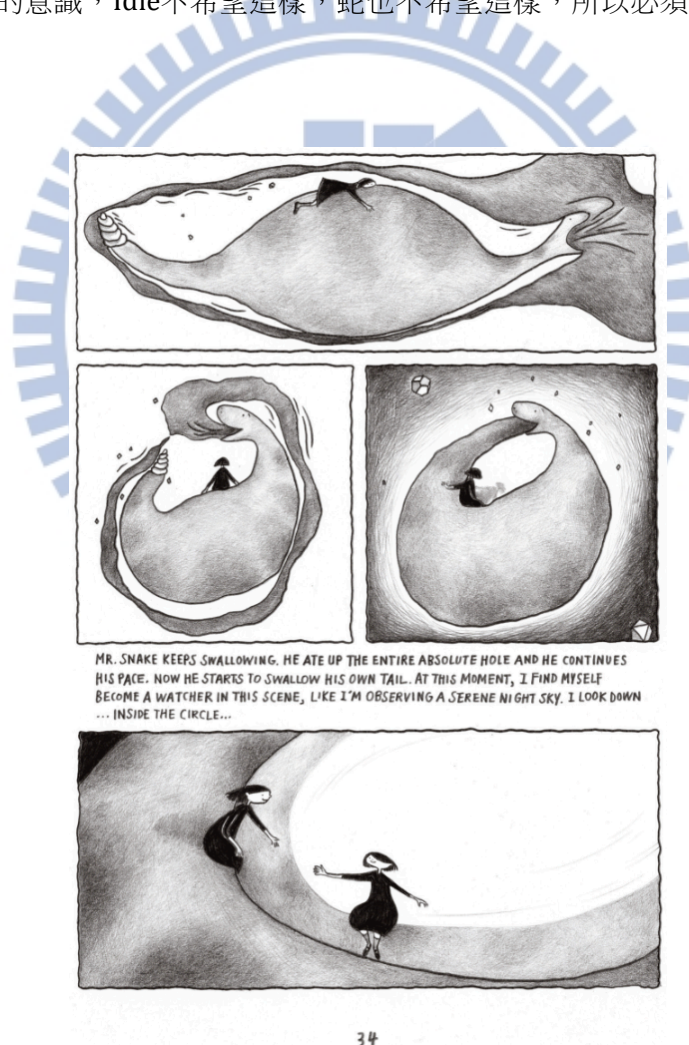 的意識，Idle不希望這樣，蛇也不希望這樣，所以必須
MR. SNAKE KEEPS SWALLOWING. HE ATE UP THE ENTIRE ABSOLUTE HOLE AND HE CONTINUES
HIS PACE. NOW HE STARTS TO SWALLOW HIS OWN TAIL. AT THIS MOMENT, I FIND MYSELF
BECOME A WATCHER IN THIS SCENE, LIKE I'M OBSERVING A SERENE NIGHT SKY. I LOOK DOWN
... INSIDE THE CIRCLE...
34